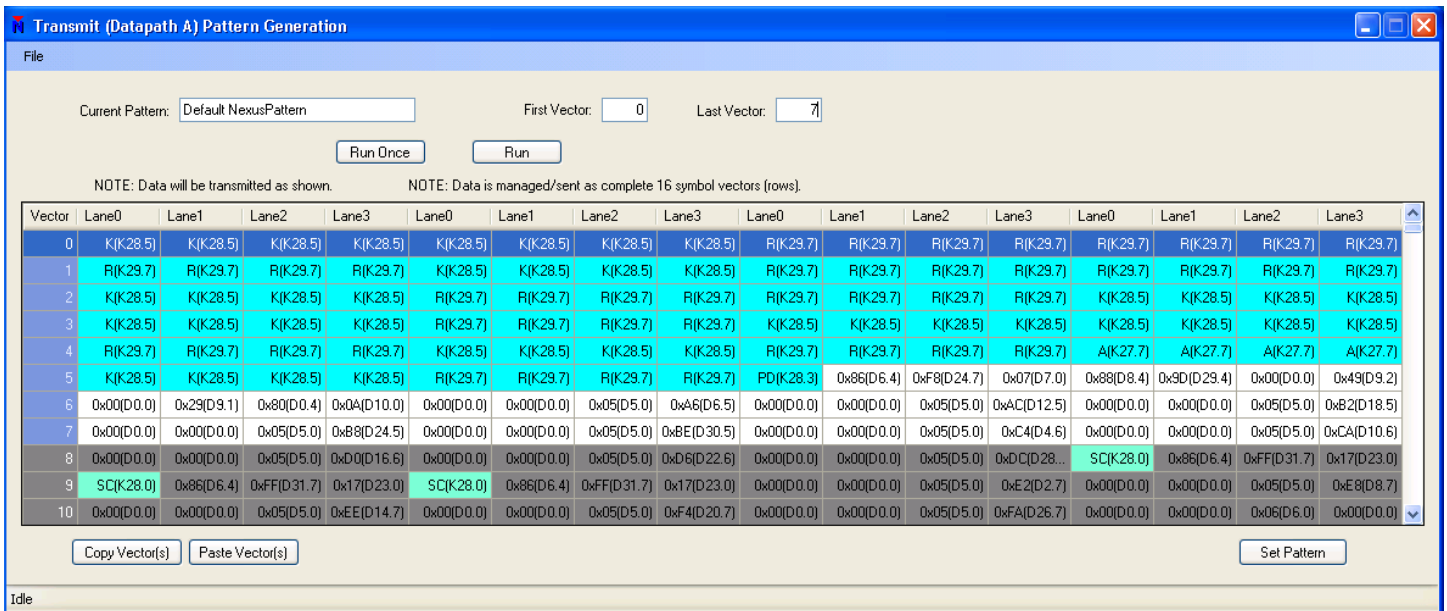 N Transmit (Datapath A) Pattern Generation
File
Current Pattern: Default NexusPattern First Vector: 0 Last Vector: 7
Run Once Run
NOTE: Data will be transmitted as shown. NOTE: Data is managed/sent as complete 16 symbol vectors (rows).
Vector Lane0 Lane1 Lane2 Lane3 Lane0 Lane1 Lane2 Lane3 Lane0 Lane1 Lane2 Lane3 Lane0 Lane1 Lane2 Lane3
0 K(K28.5) K(K28.5) K(K28.5) K(K28.5) K(K28.5) K(K28.5) K(K28.5) K(K28.5) R(K29.7) R(K29.7) R(K29.7) R(K29.7) R(K29.7) R(K29.7) R(K29.7) R(K29.7)
1 R(K29.7) R(K29.7) R(K29.7) R(K29.7) K(K28.5) K(K28.5) K(K28.5) K(K28.5) R(K29.7) R(K29.7) R(K29.7) R(K29.7) R(K29.7) R(K29.7) R(K29.7) R(K29.7)
2 K(K28.5) K(K28.5) K(K28.5) K(K28.5) R(K29.7) R(K29.7) R(K29.7) R(K29.7) R(K29.7) R(K29.7) R(K29.7) R(K29.7) K(K28.5) K(K28.5) K(K28.5) K(K28.5)
3 K(K28.5) K(K28.5) K(K28.5) K(K28.5) R(K29.7) R(K29.7) R(K29.7) R(K29.7) K(K28.5) K(K28.5) K(K28.5) K(K28.5) K(K28.5) K(K28.5) K(K28.5) K(K28.5)
4 R(K29.7) R(K29.7) R(K29.7) R(K29.7) K(K28.5) K(K28.5) K(K28.5) K(K28.5) R(K29.7) R(K29.7) R(K29.7) R(K29.7) A(K27.7) A(K27.7) A(K27.7) A(K27.7)
5 K(K28.5) K(K28.5) K(K28.5) K(K28.5) R(K29.7) R(K29.7) R(K29.7) R(K29.7) PD(K28.3) 0x86(D6.4) 0xF8(D24.7) 0x07(D7.0) 0x88(D8.4) 0x9D(D29.4) 0x00(D0.0) 0x49(D9.2)
6 0x00(D0.0) 0x29(D9.1) 0x80(D0.4) 0x0A(D10.0) 0x00(D0.0) 0x00(D0.0) 0x05(D5.0) 0xA6(D6.5) 0x00(D0.0) 0x00(D0.0) 0x05(D5.0) 0xAC(D12.5) 0x00(D0.0) 0x00(D0.0) 0x05(D5.0) 0xB2(D18.5)
7 0x00(D0.0) 0x00(D0.0) 0x05(D5.0) 0xB8(D24.5) 0x00(D0.0) 0x00(D0.0) 0x05(D5.0) 0xBE(D30.5) 0x00(D0.0) 0x00(D0.0) 0x05(D5.0) 0xC4(D4.6) 0x00(D0.0) 0x00(D0.0) 0x05(D5.0) 0xCA(D10.6)
8 0x00(D0.0) 0x00(D0.0) 0x05(D5.0) 0xD0(D16.6) 0x00(D0.0) 0x00(D0.0) 0x05(D5.0) 0xD6(D22.6) 0x00(D0.0) 0x00(D0.0) 0x05(D5.0) 0xDC(D28... SC(K28.0) 0x86(D6.4) 0xFF(D31.7) 0x17(D23.0)
9 SC(K28.0) 0x86(D6.4) 0xFF(D31.7) 0x17(D23.0) SC(K28.0) 0x86(D6.4) 0xFF(D31.7) 0x17(D23.0) 0x00(D0.0) 0x00(D0.0) 0x05(D5.0) 0xE2(D2.7) 0x00(D0.0) 0x00(D0.0) 0x05(D5.0) 0xE8(D8.7)
10 0x00(D0.0) 0x00(D0.0) 0x05(D5.0) 0xEE(D14.7) 0x00(D0.0) 0x00(D0.0) 0x05(D5.0) 0xF4(D20.7) 0x00(D0.0) 0x00(D0.0) 0x05(D5.0) 0xFA(D26.7) 0x00(D0.0) 0x00(D0.0) 0x06(D6.0) 0x00(D0.0)
Copy Vector(s) Paste Vector(s) Set Pattern
Idle